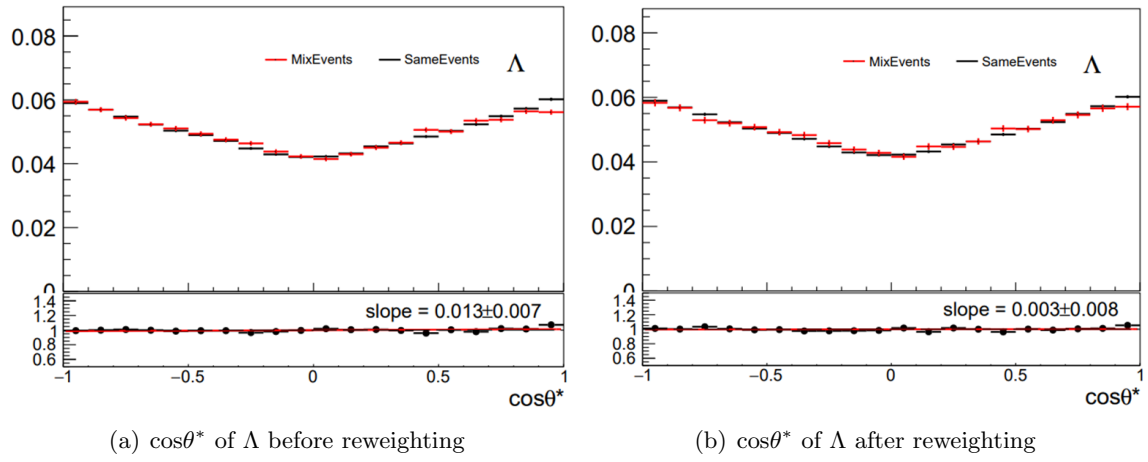 0.08
0.06
0.04
0.02
0
MixEvents SameEvents Λ
1.4
1.2
1
0.8
0.6
slope = 0.013±0.007
−1 −0.5 0 0.5 1
cosθ*
(a) cosθ* of Λ before reweighting
0.08
0.06
0.04
0.02
0
MixEvents SameEvents Λ
1.4
1.2
1
0.8
0.6
slope = 0.003±0.008
−1 −0.5 0 0.5 1
cosθ*
(b) cosθ* of Λ after reweighting